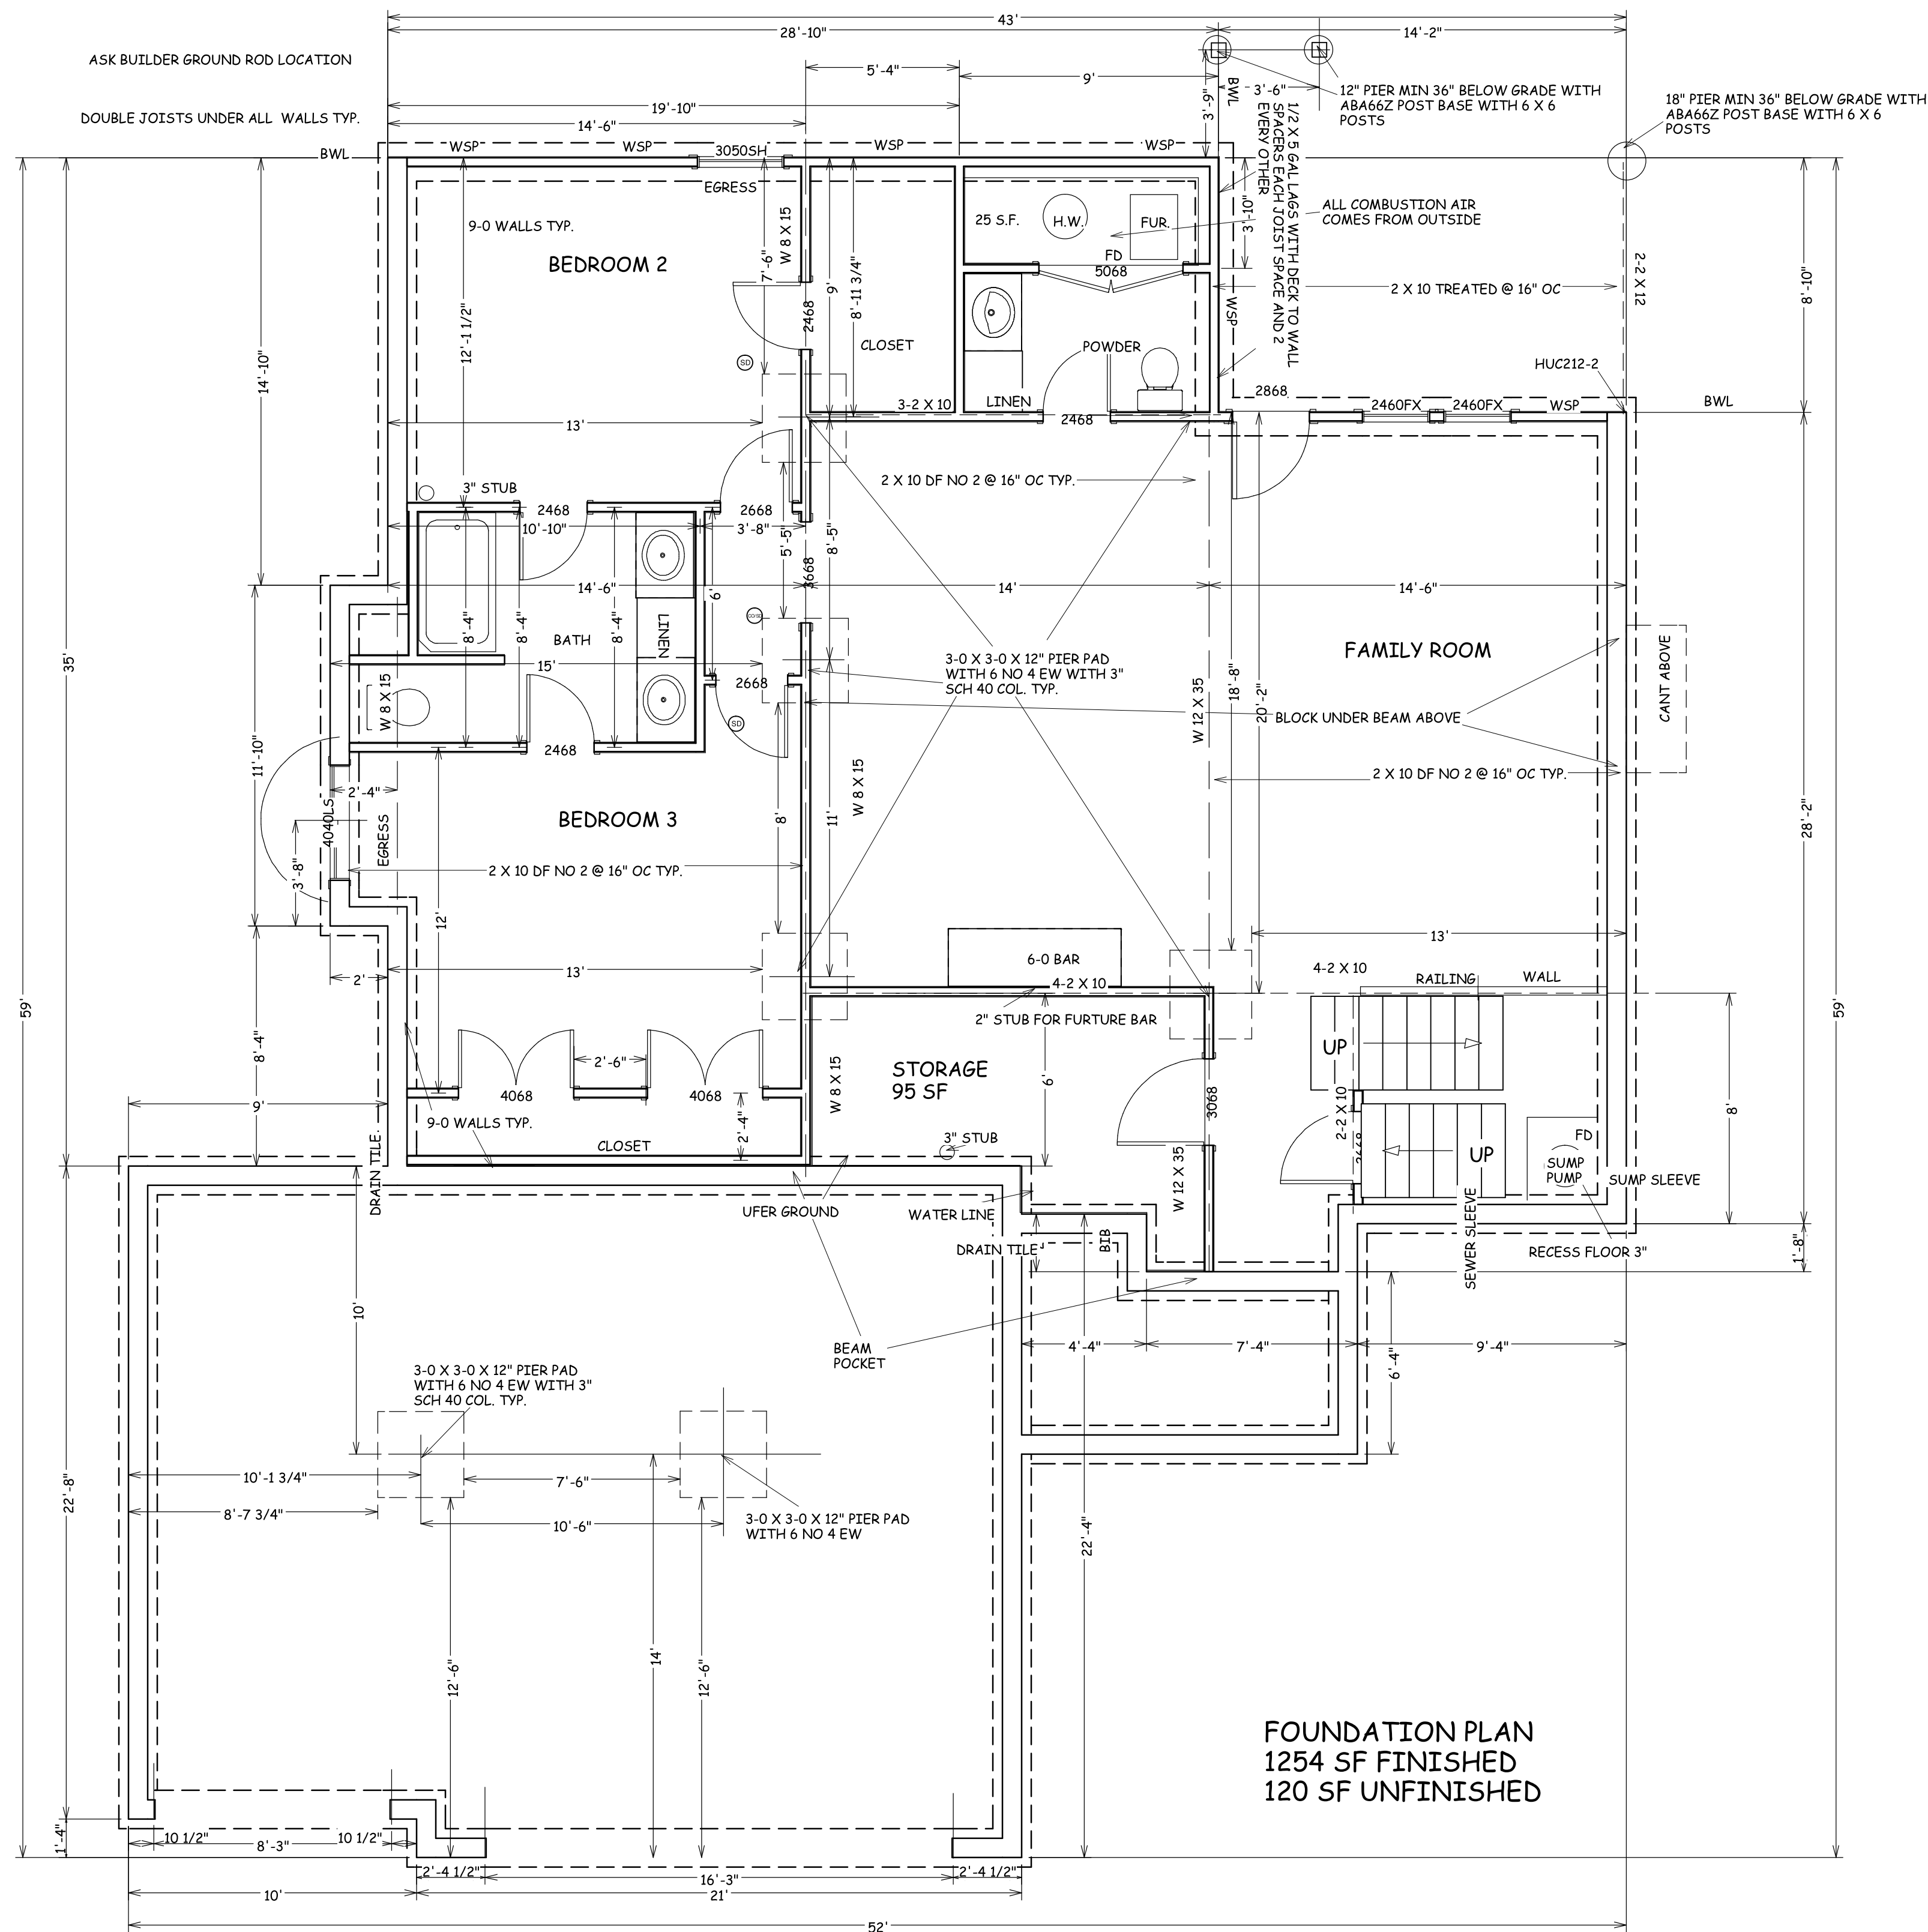 43'
28'-10"
14'-2"
ASK BUILDER GROUND ROD LOCATION
5'-4"
9'
BWL
3'-6"
12" PIER MIN 36" BELOW GRADE WITH
ABA66Z POST BASE WITH 6 X 6
POSTS
18" PIER MIN 36" BELOW GRADE WITH
ABA66Z POST BASE WITH 6 X 6
POSTS
19'-10"
3'-9"
DOUBLE JOISTS UNDER ALL WALLS TYP.
14'-6"
1/2 X 5 GAL LAGS WITH DECK TO WALL
SPACERS EACH JOIST SPACE AND 2
EVERY OTHER
BWL
WSP
WSP
3050SH
WSP
WSP
EGRESS
9-0 WALLS TYP.
W 8 X 15
25 S.F.
H.W.
FUR.
3'-10"
ALL COMBUSTION AIR
COMES FROM OUTSIDE
BEDROOM 2
7'-6"
9'
8'-11 3/4"
FD
5068
2 X 10 TREATED @ 16" OC
2-2 X 12
8'-10"
12'-1 1/2"
2468
WSP
14'-10"
SD
CLOSET
POWDER
HUC212-2
2868
3-2 X 10
LINEN
2468
2460FX
2460FX
WSP
BWL
13'
2 X 10 DF NO 2 @ 16" OC TYP.
3" STUB
2468
2668
10'-10"
3'-8"
5'-5"
8'-5"
3668
14'-6"
14'
14'-6"
6'
8'-4"
8'-4"
8'-4"
BATH
LINEN
FAMILY ROOM
CANT ABOVE
35'
15'
3-0 X 3-0 X 12" PIER PAD
WITH 6 NO 4 EW WITH 3"
SCH 40 COL. TYP.
W 8 X 15
2668
18'-8"
20'-2"
W 12 X 35
BLOCK UNDER BEAM ABOVE
SD
2468
11'-10"
2'-4"
2 X 10 DF NO 2 @ 16" OC TYP.
W 8 X 15
4040LS
EGRESS
BEDROOM 3
8'
11'
28'-2"
3'-8"
2 X 10 DF NO 2 @ 16" OC TYP.
12'
13'
13'
2'
6-0 BAR
4-2 X 10
4-2 X 10
RAILING
WALL
59'
59'
2" STUB FOR FURTURE BAR
8'-4"
2'-6"
UP
STORAGE
95 SF
W 8 X 15
6'
4068
4068
3068
2-2 X 10
8'
9'
9-0 WALLS TYP.
2'-4"
CLOSET
3" STUB
DRAIN TILE
UP
FD
SUMP
PUMP
SUMP SLEEVE
W 12 X 35
UFER GROUND
WATER LINE
DRAIN TILE
BIB
SEWER SLEEVE
RECESS FLOOR 3"
1'-8"
10'
BEAM
POCKET
4'-4"
7'-4"
9'-4"
6'-4"
3-0 X 3-0 X 12" PIER PAD
WITH 6 NO 4 EW WITH 3"
SCH 40 COL. TYP.
10'-1 3/4"
7'-6"
22'-8"
8'-7 3/4"
10'-6"
3-0 X 3-0 X 12" PIER PAD
WITH 6 NO 4 EW
22'-4"
12'-6"
14'
12'-6"
FOUNDATION PLAN
1254 SF FINISHED
120 SF UNFINISHED
1'-4"
10 1/2"
8'-3"
10 1/2"
2'-4 1/2"
16'-3"
2'-4 1/2"
10'
21'
52'